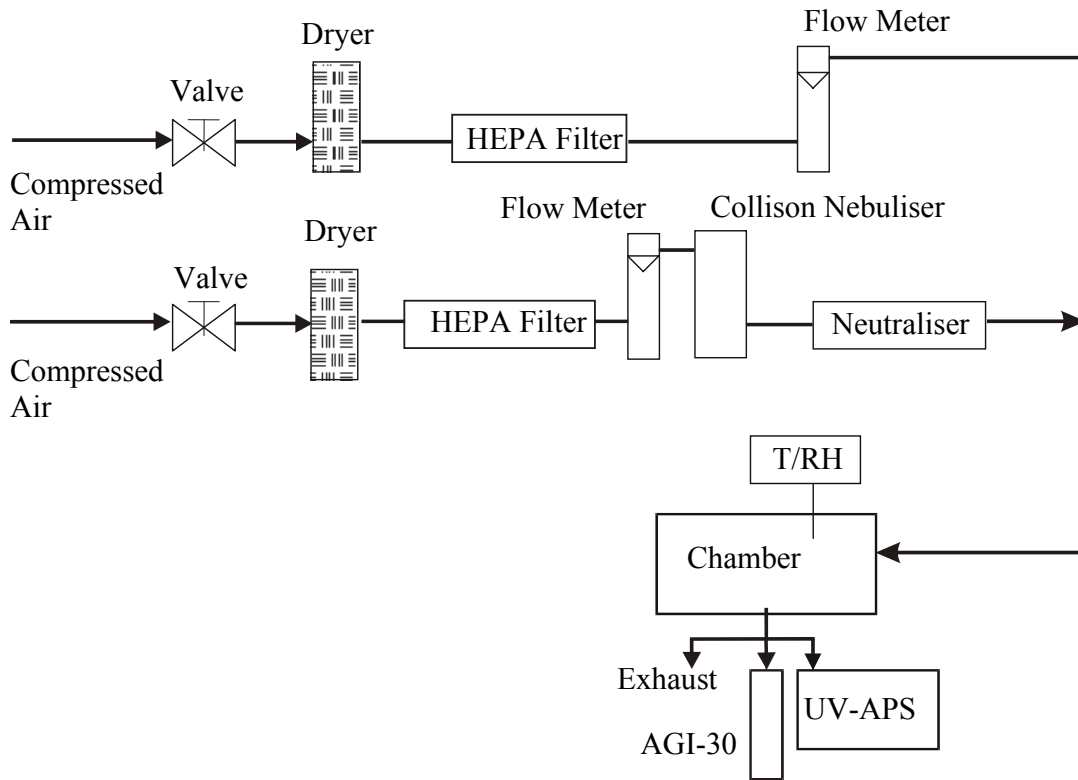 Flow Meter
Dryer
Valve
HEPA Filter
Compressed
Air
Flow Meter
Collison Nebuliser
Dryer
Valve
HEPA Filter
Neutraliser
Compressed
Air
T/RH
Chamber
Exhaust
UV-APS
AGI-30